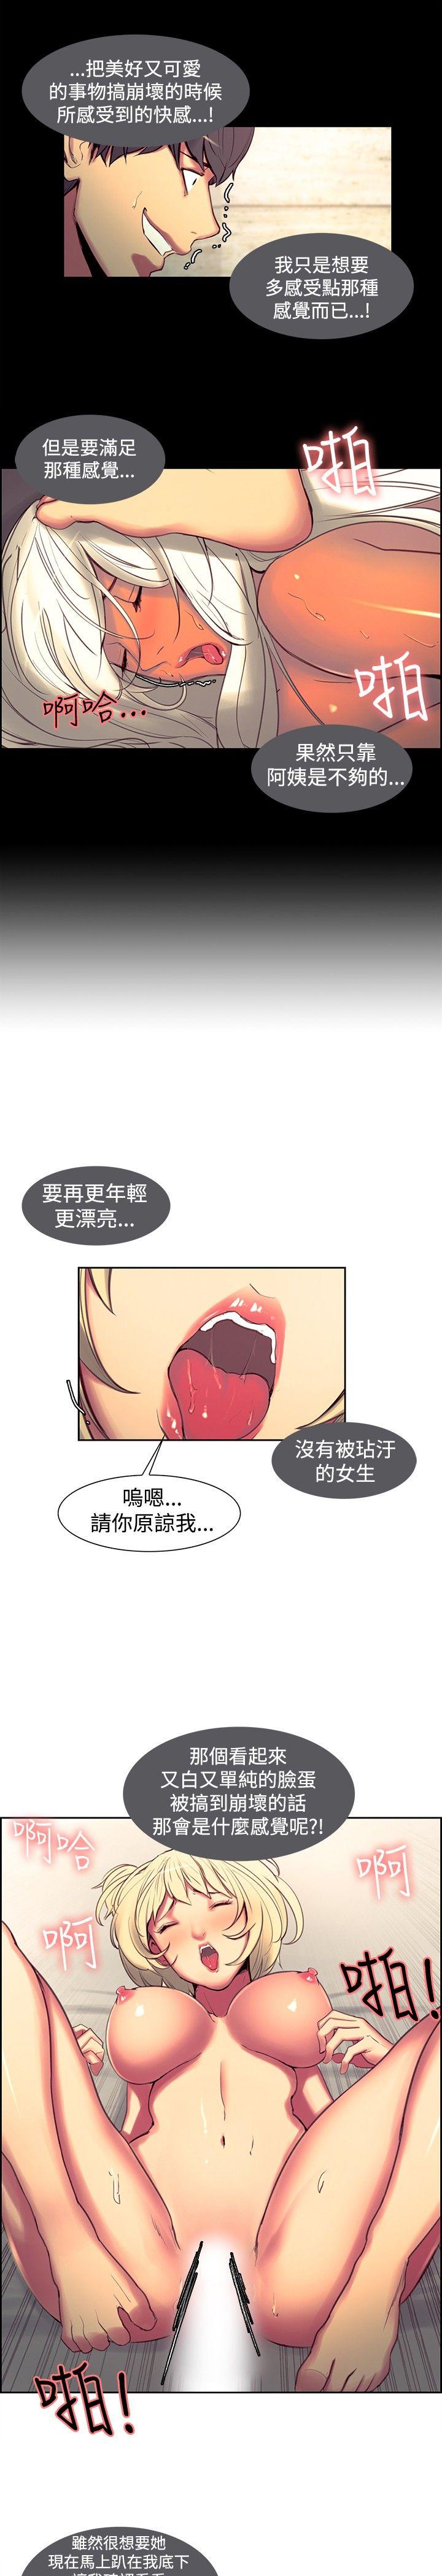 ...把美好又可愛
的事物搞崩壞的時候
所感受到的快感...!
我只是想要
多感受點那種
感覺而已...!
但是要滿足
那種感覺...
啪
啊哈...
啪
果然只靠
阿姨是不夠的...
要再更年輕
更漂亮...
沒有被玷汙
的女生
嗚嗯...
請你原諒我...
那個看起來
又白又單純的臉蛋
被搞到崩壞的話
那會是什麼感覺呢?!
啊哈
啊
啊
啪!
啪!
雖然很想要她
現在馬上趴在我底下